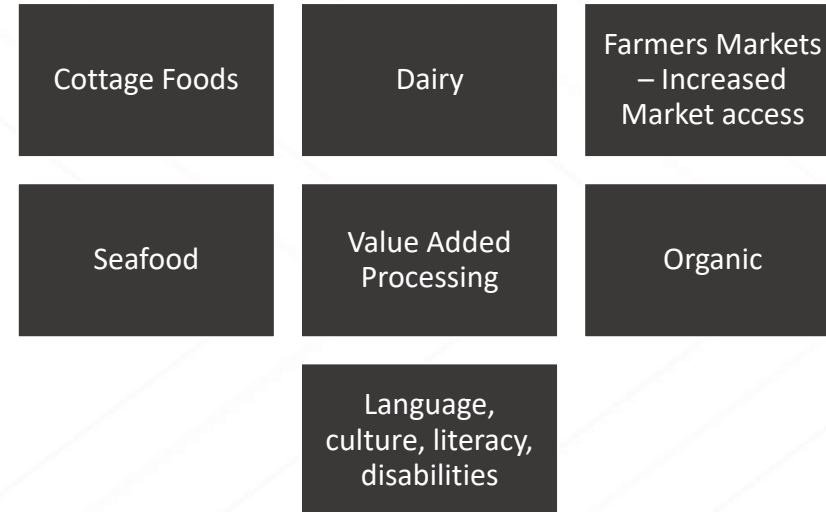 Cottage Foods
Dairy
Farmers Markets
– Increased
Market access
Seafood
Value Added
Processing
Organic
Language,
culture, literacy,
disabilities